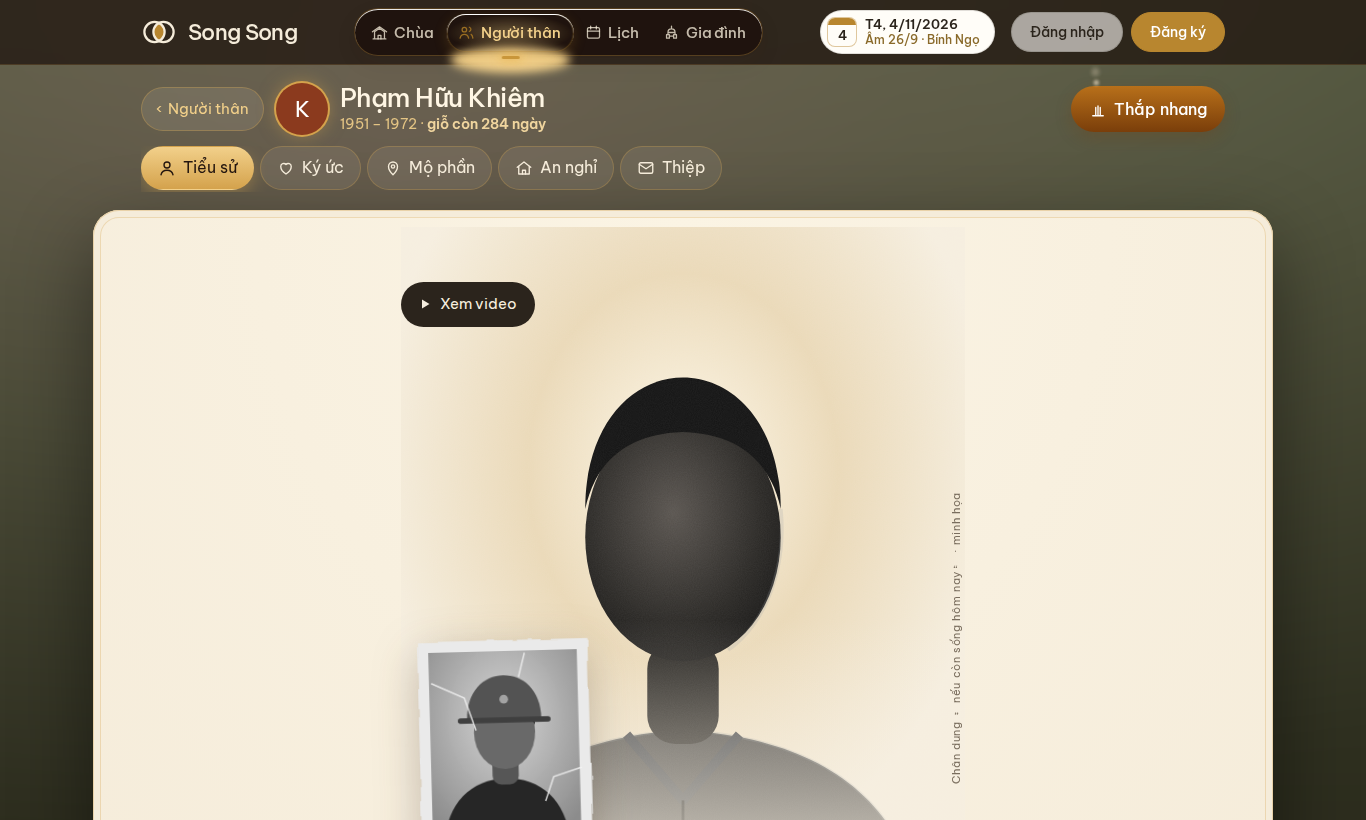 Song Song
Chùa
Người thân
Lịch
Gia đình
4
T4, 4/11/2026
Âm 26/9 · Bính Ngọ
Đăng nhập
Đăng ký
‹ Người thân
K
Phạm Hữu Khiêm
1951 – 1972 · giỗ còn 284 ngày
Thắp nhang
Tiểu sử
Ký ức
Mộ phần
An nghỉ
Thiệp
Xem video
Chân dung “ nếu còn sống hôm nay “ · minh họa